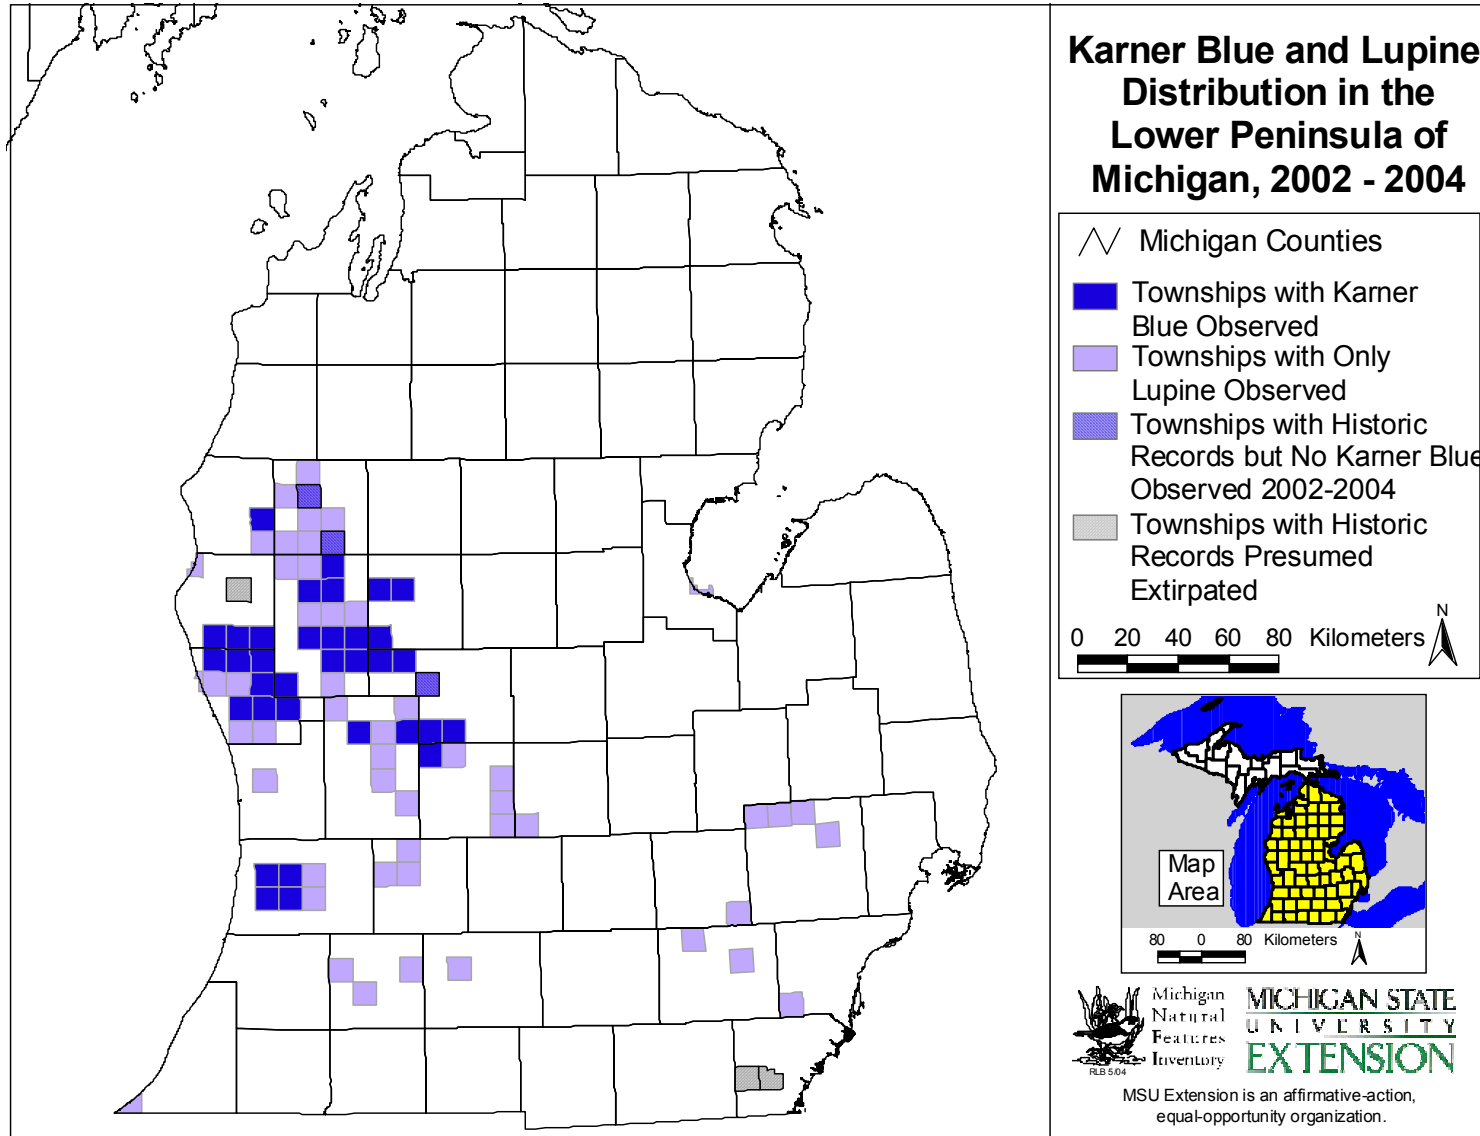 Karner Blue and Lupine
Distribution in the
Lower Peninsula of
Michigan, 2002 - 2004
Michigan Counties
Townships with Karner
Blue Observed
Townships with Only
Lupine Observed
Townships with Historic
Records but No Karner Blue
Observed 2002-2004
Townships with Historic
Records Presumed
Extirpated
N
0 20 40 60 80 Kilometers
Map
Area
80 0 80 Kilometers
N
Michigan
Natural
Features
Inventory
RLB 5/04
MICHIGAN STATE
UNIVERSITY
EXTENSION
MSU Extension is an affirmative-action,
equal-opportunity organization.